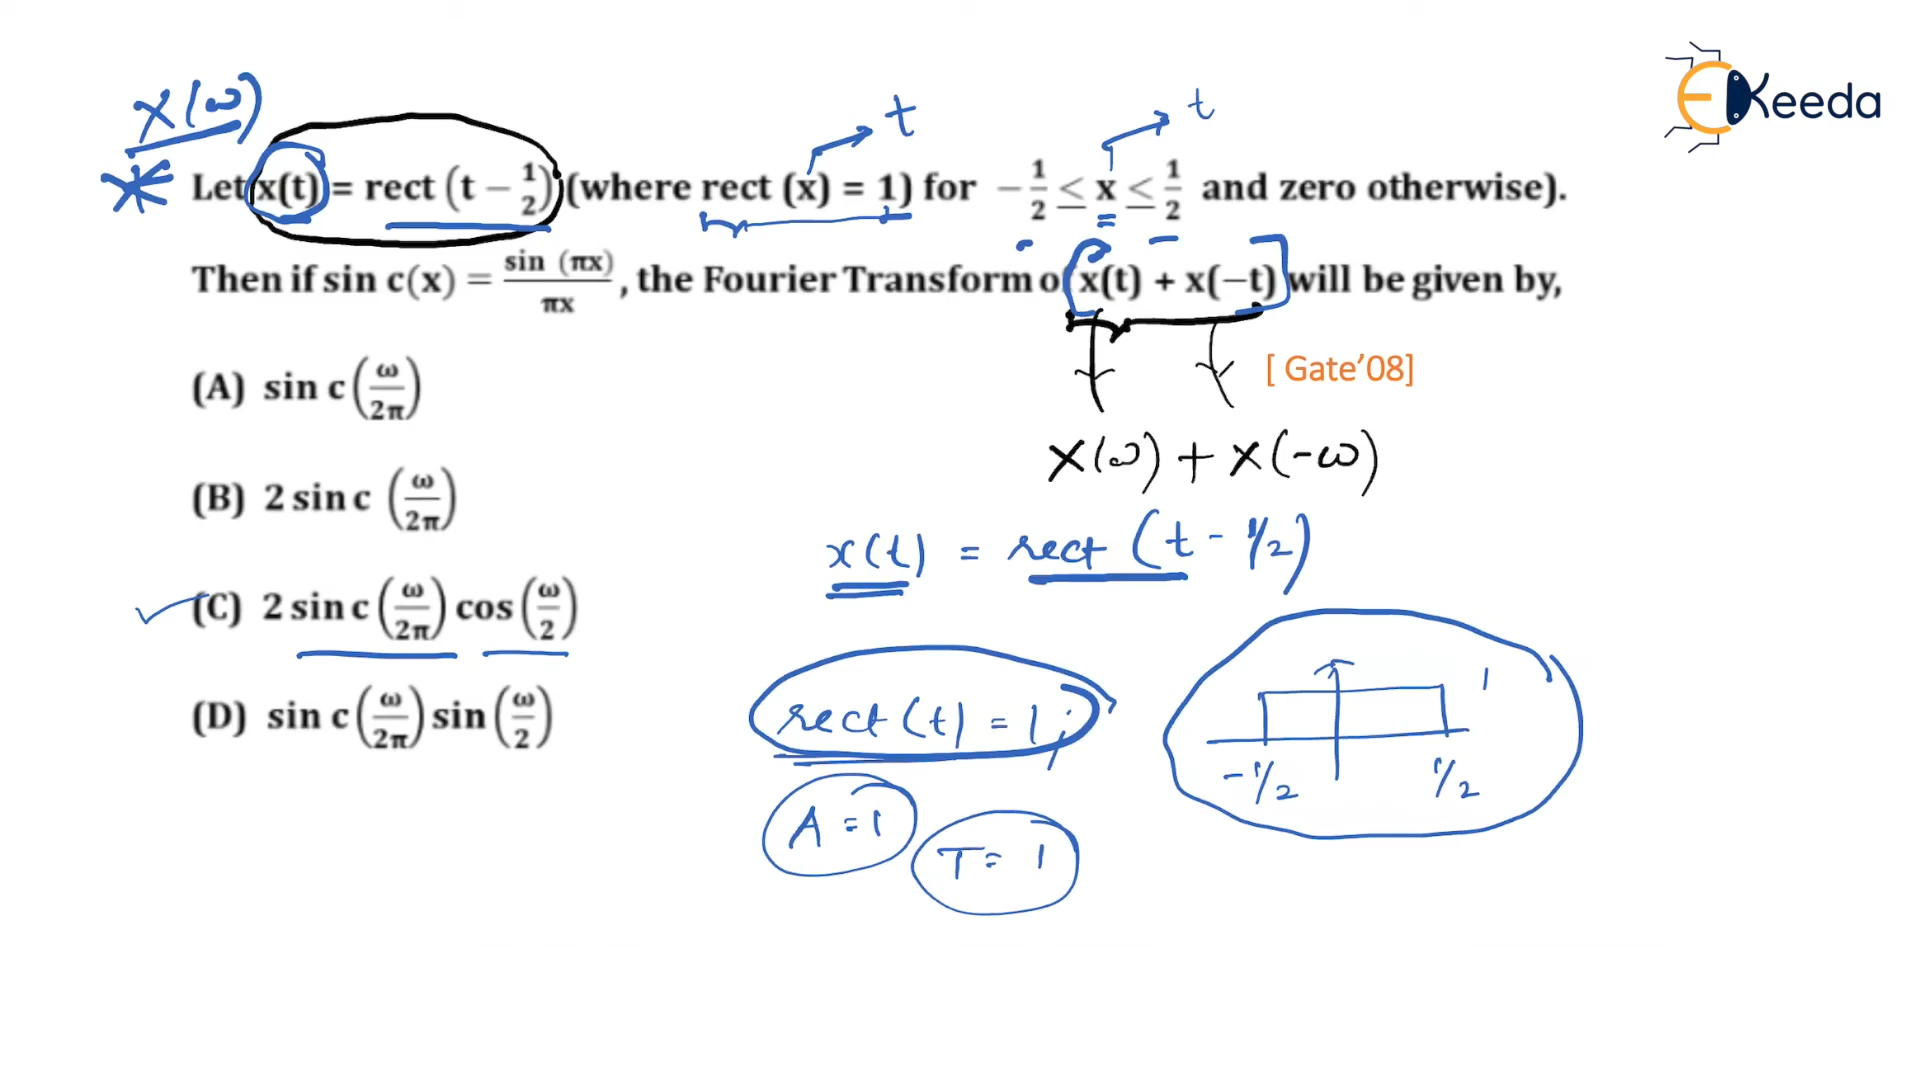 Keeda
X(ω)
t
t
Let x(t) = rect (t − 1/2) (where rect (x) = 1) for −1/2 ≤ x ≤ 1/2 and zero otherwise).
Then if sin c(x) = sin (πx)/πx, the Fourier Transform o x(t) + x(−t) will be given by,
[ Gate’08]
(A) sin c(ω/2π)
X(ω) + X(-ω)
(B) 2 sin c (ω/2π)
x(t) = rect (t - 1/2)
(C) 2 sin c(ω/2π) cos(ω/2)
(D) sin c(ω/2π) sin(ω/2)
rect (t) = 1;
1
-1/2 1/2
A = 1
T = 1